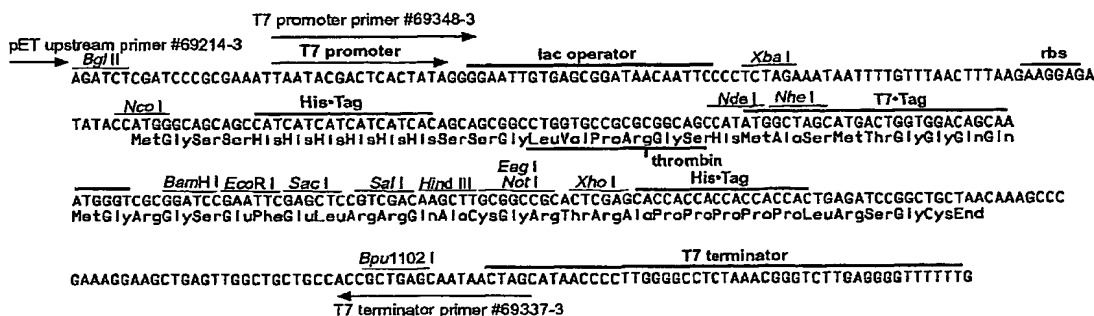 T7 promoter primer #69348-3
pET upstream primer #69214-3
Bgl II
T7 promoter
lac operator
Xba I
rbs
AGATCTCGATCCCGCGAAATTAATACGACTCACTATAGGGGAATTGTGAGCGGATAACAATTCCCCTCTAGAAATAATTTTGTTTAACTTTAAGAAGGAGA
Nco I
His•Tag
Nde I
Nhe I
T7•Tag
TATACCATGGGCAGCAGCCATCATCATCATCATCACAGCAGCGGCCTGGTGCCGCGCGGCAGCCATATGGCTAGCATGACTGGTGGACAGCAA
MetGlySerSerHisHisHisHisHisHisSerSerGlyLeuValProArgGlySerHisMetAlaSerMetThrGlyGlyGlnGln
thrombin
BamH I
EcoR I
Sac I
Sal I
Hind III
Eag I
Not I
Xho I
His•Tag
ATGGGTCGCGGATCCGAATTCGAGCTCCGTCGACAAGCTTGCGGCCGCACTCGAGCACCACCACCACCACCACTGAGATCCGGCTGCTAACAAAGCCC
MetGlyArgGlySerGluPheGluLeuArgArgGlnAlaCysGlyArgThrArgAlaProProProProProLeuArgSerGlyCysEnd
Bpu1102 I
T7 terminator
GAAAGGAAGCTGAGTTGGCTGCTGCCACCGCTGAGCAATAACTAGCATAACCCCTTGGGGCCTCTAAACGGGTCTTGAGGGGTTTTTTG
T7 terminator primer #69337-3